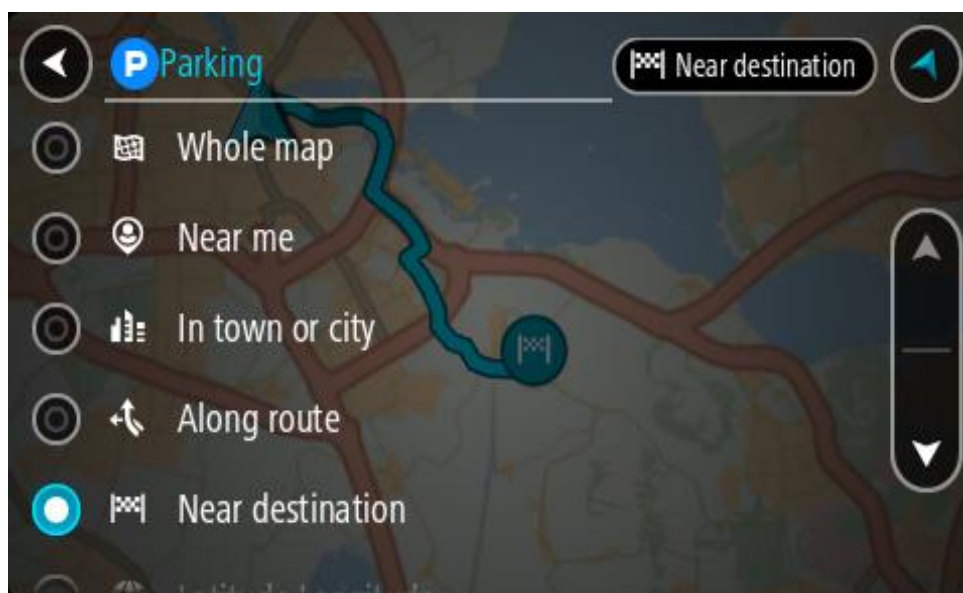 P Parking
Near destination
Whole map
Near me
In town or city
Along route
Near destination